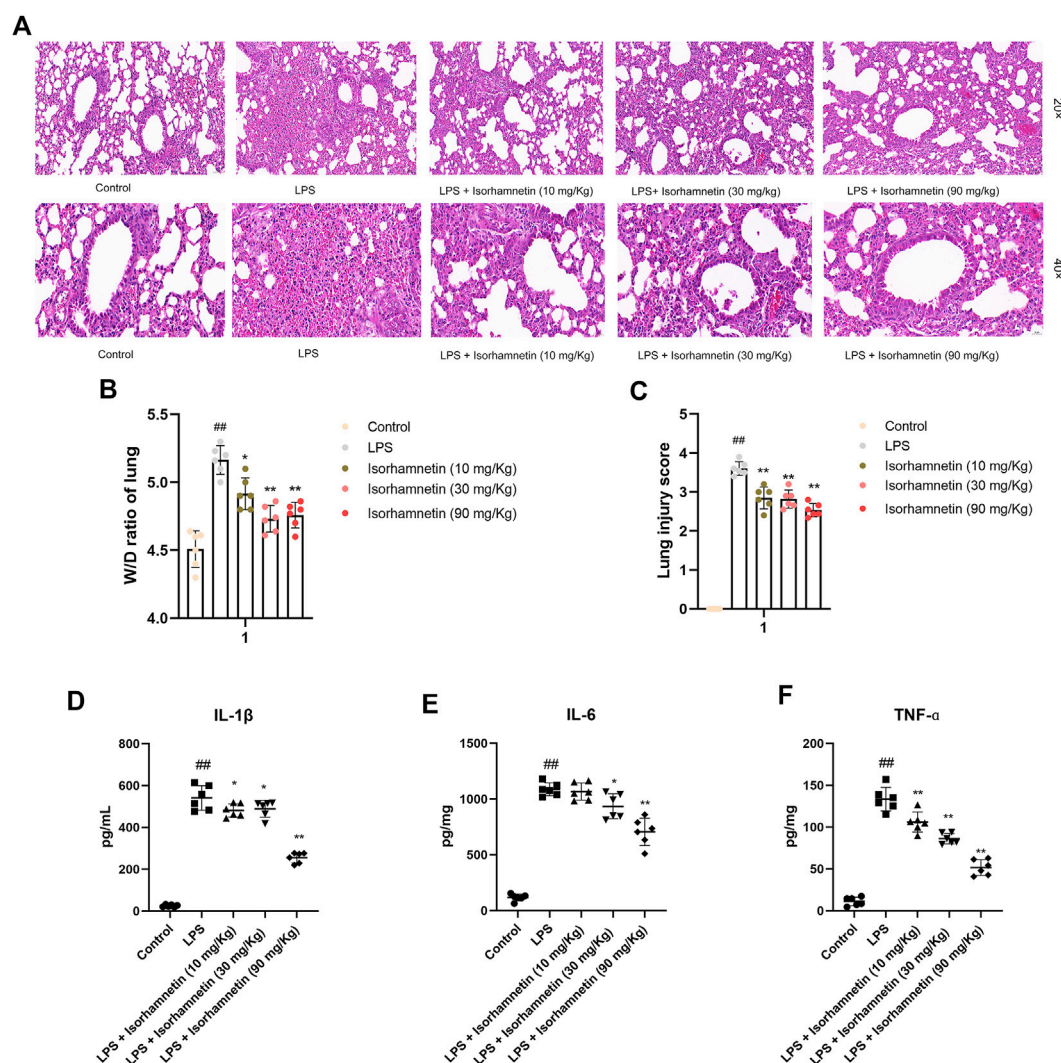 A
20×
Control
LPS
LPS + Isorhamnetin (10 mg/Kg)
LPS+ Isorhamnetin (30 mg/kg)
LPS + Isorhamnetin (90 mg/kg)
40×
Control
LPS
LPS + Isorhamnetin (10 mg/Kg)
LPS + Isorhamnetin (30 mg/Kg)
LPS + Isorhamnetin (90 mg/Kg)
B
W/D ratio of lung
5.5
5.0
4.5
4.0
##
*
**
**
1
Control
LPS
Isorhamnetin (10 mg/Kg)
Isorhamnetin (30 mg/Kg)
Isorhamnetin (90 mg/Kg)
C
Lung injury score
5
4
3
2
1
0
##
**
**
**
1
Control
LPS
Isorhamnetin (10 mg/Kg)
Isorhamnetin (30 mg/Kg)
Isorhamnetin (90 mg/Kg)
D
IL-1β
pg/mL
800
600
400
200
0
##
*
*
**
Control
LPS
LPS + Isorhamnetin (10 mg/Kg)
LPS + Isorhamnetin (30 mg/Kg)
LPS + Isorhamnetin (90 mg/Kg)
E
IL-6
pg/mg
1500
1000
500
0
##
*
**
Control
LPS
LPS + Isorhamnetin (10 mg/Kg)
LPS + Isorhamnetin (30 mg/Kg)
LPS + Isorhamnetin (90 mg/Kg)
F
TNF-α
pg/mg
200
150
100
50
0
##
**
**
**
Control
LPS
LPS + Isorhamnetin (10 mg/Kg)
LPS + Isorhamnetin (30 mg/Kg)
LPS + Isorhamnetin (90 mg/Kg)